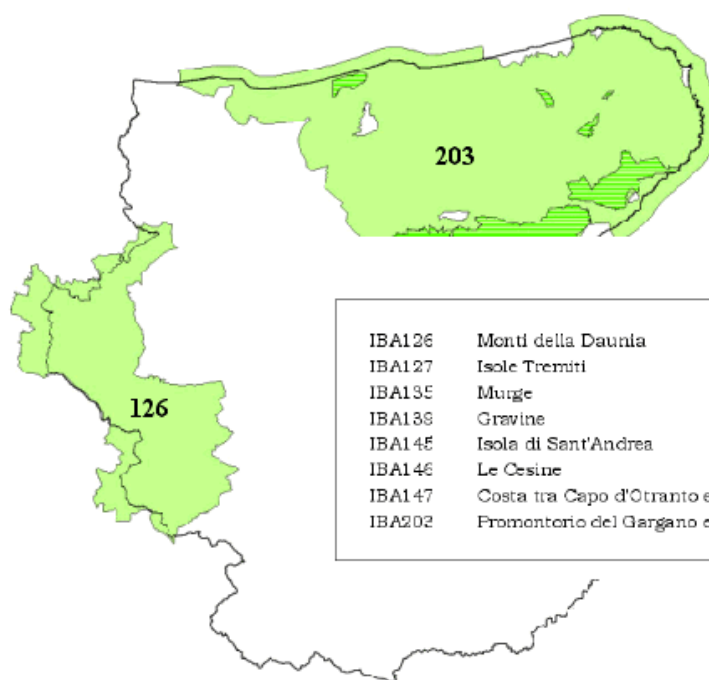 203
126
IBA126 Monti della Daunia
IBA127 Isole Tremiti
IBA135 Murge
IBA139 Gravine
IBA145 Isola di Sant'Andrea
IBA146 Le Cesine
IBA147 Costa tra Capo d'Otranto e
IBA203 Promontorio del Gargano e